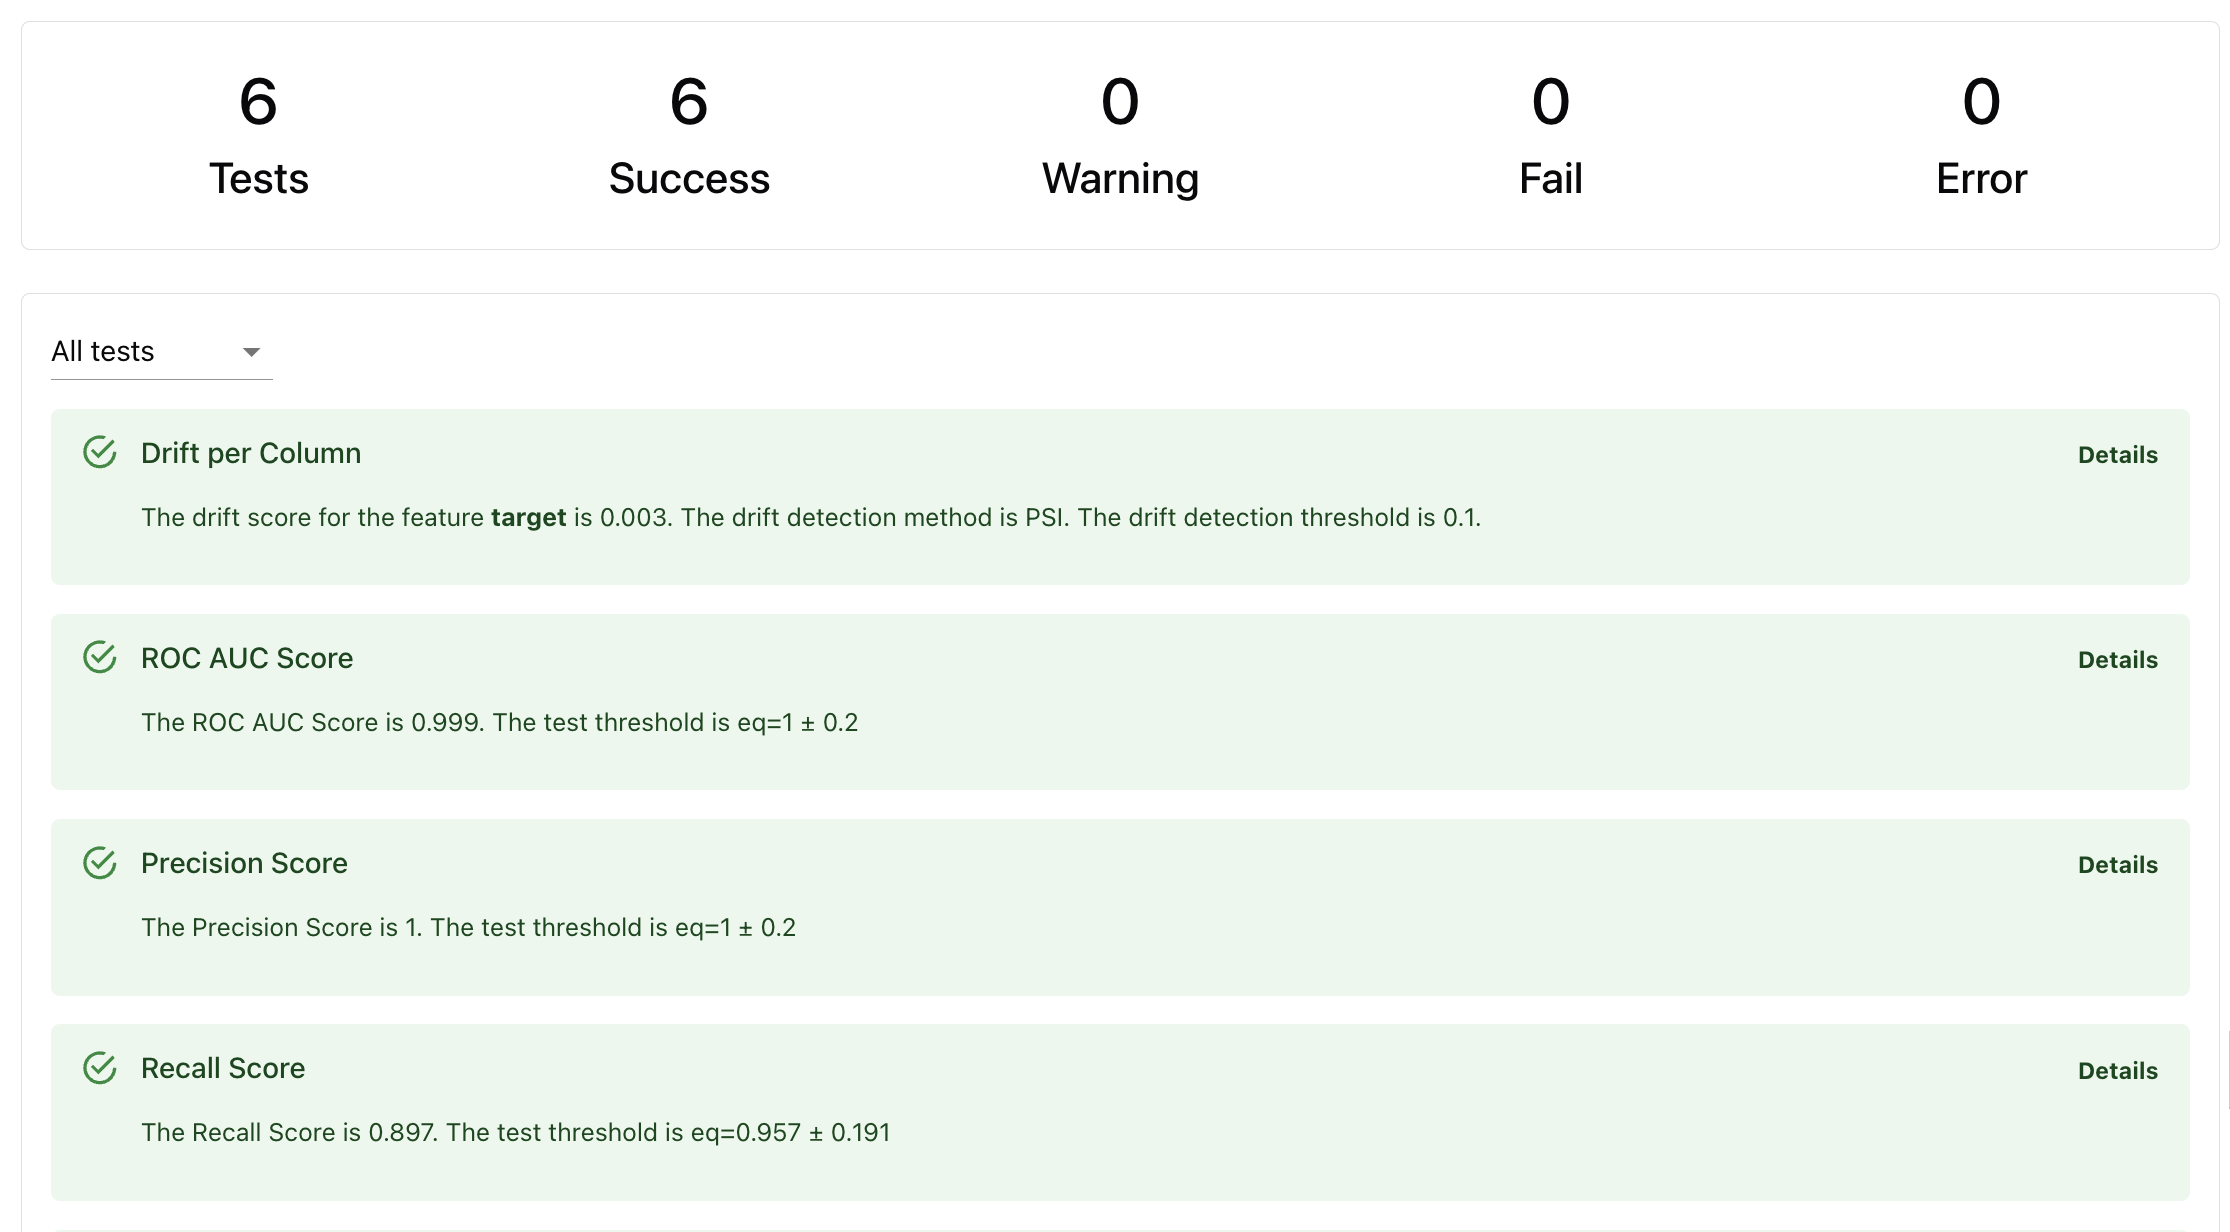 6
Tests
6
Success
0
Warning
0
Fail
0
Error
All tests
Drift per Column
Details
The drift score for the feature target is 0.003. The drift detection method is PSI. The drift detection threshold is 0.1.
ROC AUC Score
Details
The ROC AUC Score is 0.999. The test threshold is eq=1 ± 0.2
Precision Score
Details
The Precision Score is 1. The test threshold is eq=1 ± 0.2
Recall Score
Details
The Recall Score is 0.897. The test threshold is eq=0.957 ± 0.191